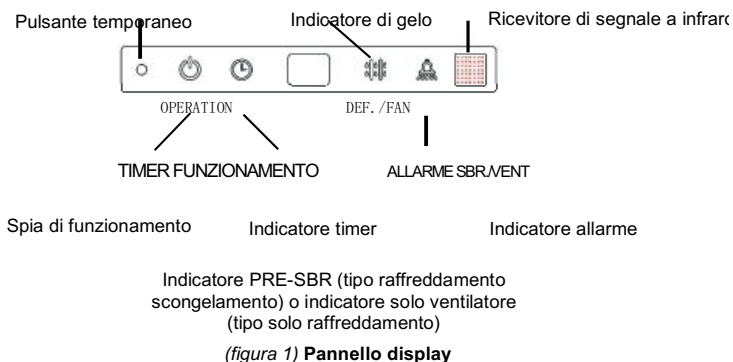 Pulsante temporaneo
Indicatore di gelo
Ricevitore di segnale a infraro
OPERATION
DEF./FAN
TIMER FUNZIONAMENTO
ALLARME SBR./VENT
Spia di funzionamento
Indicatore timer
Indicatore allarme
Indicatore PRE-SBR (tipo raffreddamento
scongelamento) o indicatore solo ventilatore
(tipo solo raffreddamento)
(figura 1) Pannello display